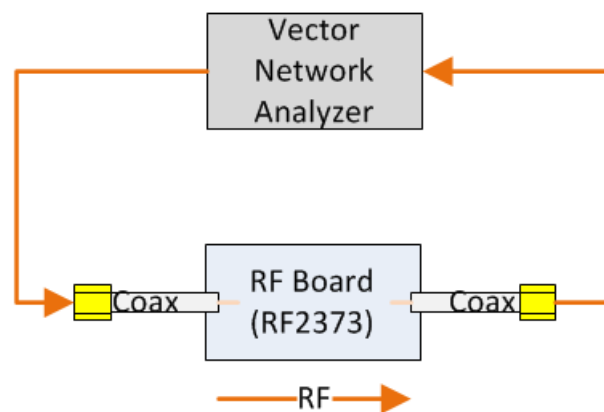 Vector
Network
Analyzer
Coax
RF Board
(RF2373)
Coax
RF